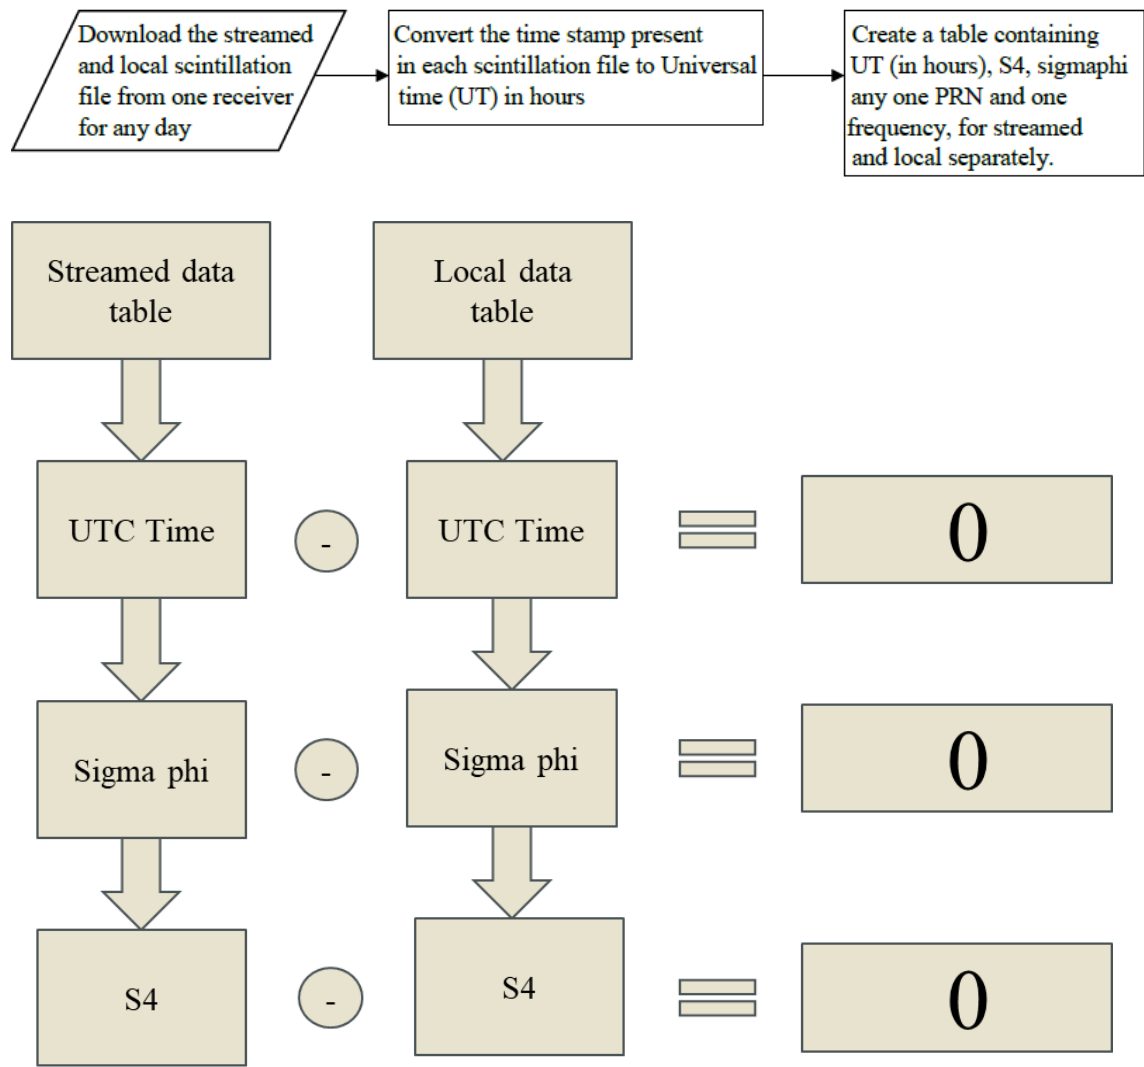 Download the streamed
and local scintillation
file from one receiver
for any day
Convert the time stamp present
in each scintillation file to Universal
time (UT) in hours
Create a table containing
UT (in hours), S4, sigmaphi
any one PRN and one
frequency, for streamed
and local separately.
Streamed data
table
Local data
table
UTC Time
-
UTC Time
0
Sigma phi
-
Sigma phi
0
S4
-
S4
0